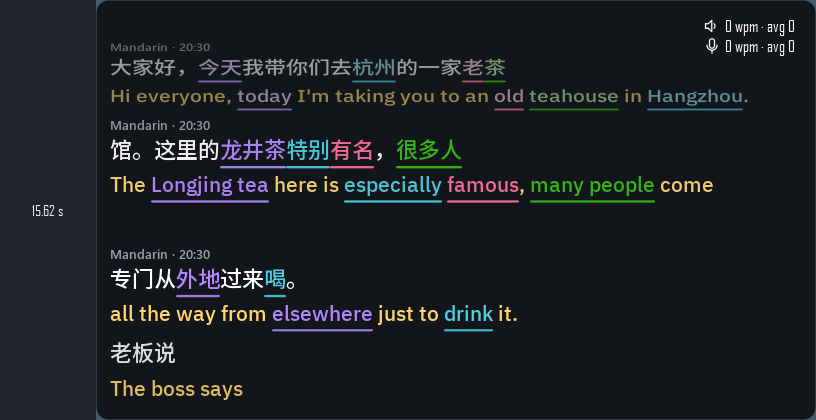 0 wpm · avg 0
0 wpm · avg 0
Mandarin · 20:30
大家好，今天我带你们去杭州的一家老茶
Hi everyone, today I'm taking you to an old teahouse in Hangzhou.
Mandarin · 20:30
馆。这里的龙井茶特别有名，很多人
The Longjing tea here is especially famous, many people come
15.62 s
Mandarin · 20:30
专门从外地过来喝。
all the way from elsewhere just to drink it.
老板说
The boss says